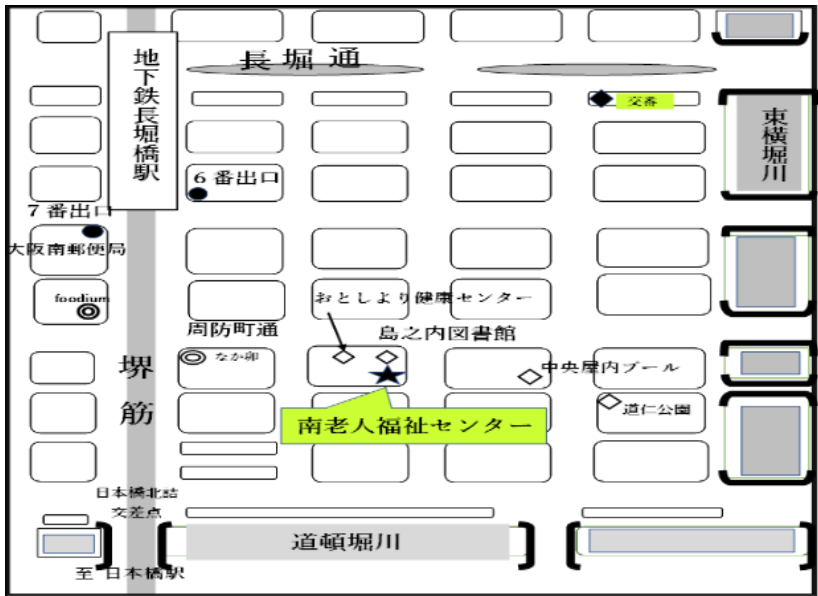 長堀通
地下鉄長堀橋駅
交番
東横堀川
6番出口
7番出口
大阪南郵便局
foodium
おとしより健康センター
周防町通
島之内図書館
なか卯
中央屋内プール
堺筋
道仁公園
南老人福祉センター
日本橋北詰
交差点
道頓堀川
至 日本橋駅